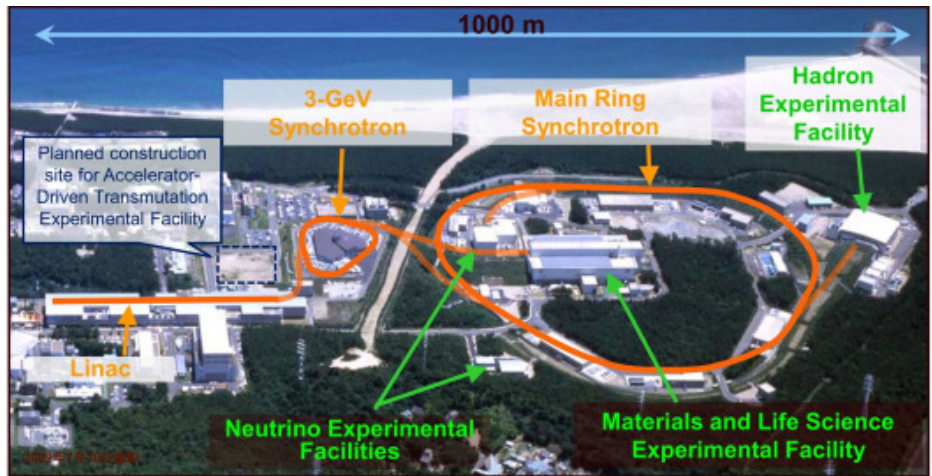 1000 m
3-GeV
Synchrotron
Main Ring
Synchrotron
Hadron
Experimental
Facility
Planned construction
site for Accelerator-
Driven Transmutation
Experimental Facility
Linac
Neutrino Experimental
Facilities
Materials and Life Science
Experimental Facility